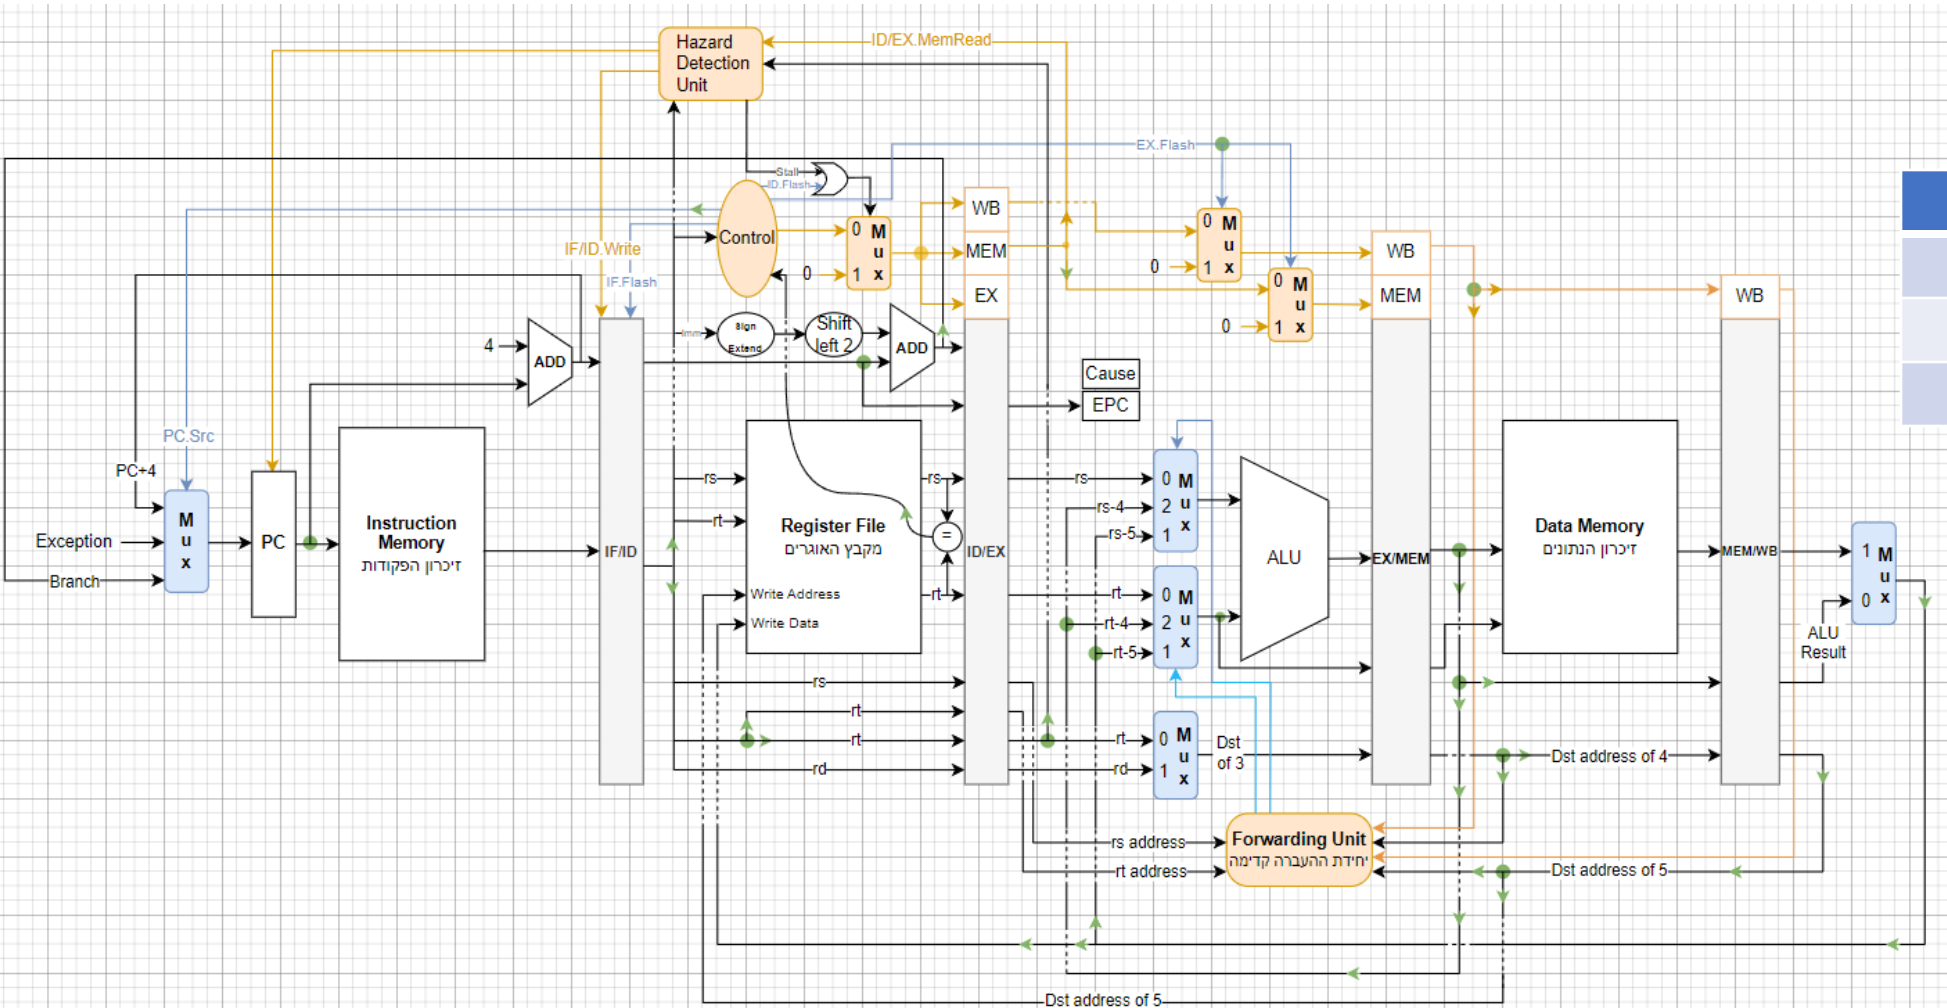 Hazard
Detection
Unit
ID/EX.MemRead
EX.Flash
Stall
ID.Flash
Control
0
1
M
u
x
0
WB
MEM
EX
0
1
M
u
x
0
0
1
M
u
x
0
WB
MEM
WB
IF/ID.Write
IF.Flash
4
ADD
Imm
Sign
Extend
Shift
left 2
ADD
Cause
EPC
PC.Src
PC+4
Exception
Branch
M
u
x
PC
Instruction
Memory
זיכרון הפקודות
IF/ID
rs
rt
Register File
מקבץ האוגרים
Write Address
Write Data
rs
=
rt
ID/EX
rs
rs-4
rs-5
0
2
1
M
u
x
rt
rt-4
rt-5
0
2
1
M
u
x
ALU
EX/MEM
Data Memory
זיכרון הנתונים
MEM/WB
1
0
M
u
x
ALU
Result
rs
rt
rt
rd
rt
rd
0
1
M
u
x
Dst
of 3
Dst address of 4
rs address
rt address
Forwarding Unit
יחידת ההעברה קדימה
Dst address of 5
Dst address of 5